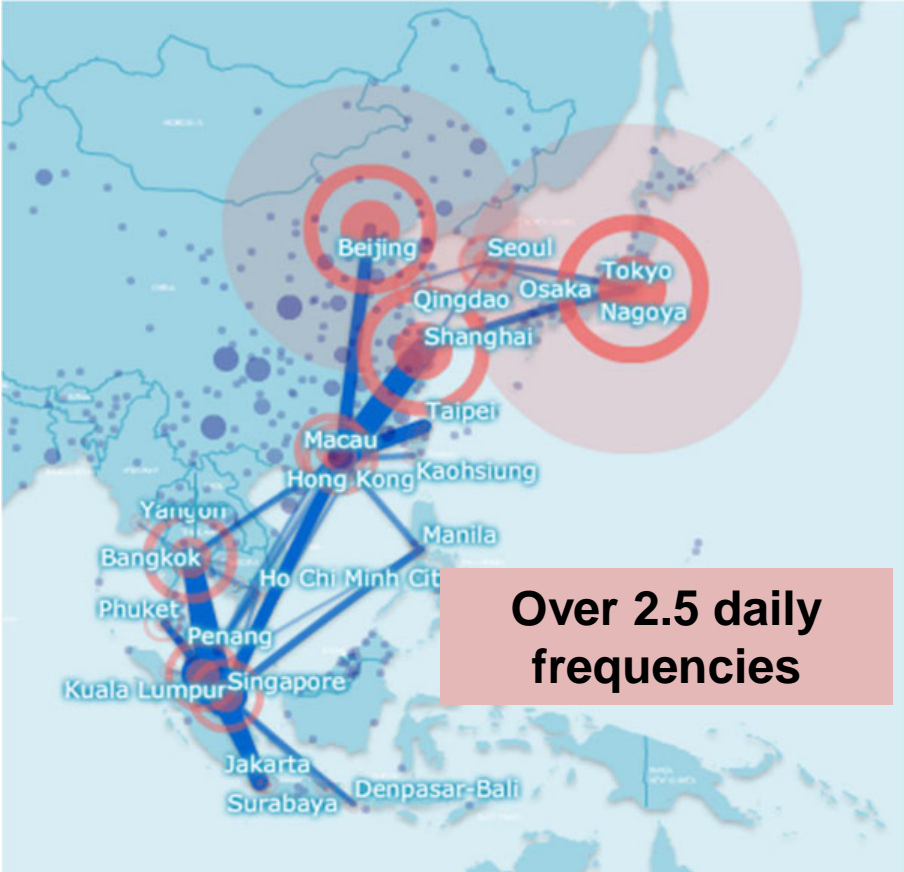 Beijing
Seoul
Tokyo
Qingdao
Osaka
Nagoya
Shanghai
Taipei
Macau
Hong Kong
Kaohsiung
Yangon
Manila
Bangkok
Ho Chi Minh Cit
Phuket
Penang
Kuala Lumpur
Singapore
Jakarta
Denpasar-Bali
Surabaya
Over 2.5 daily
frequencies